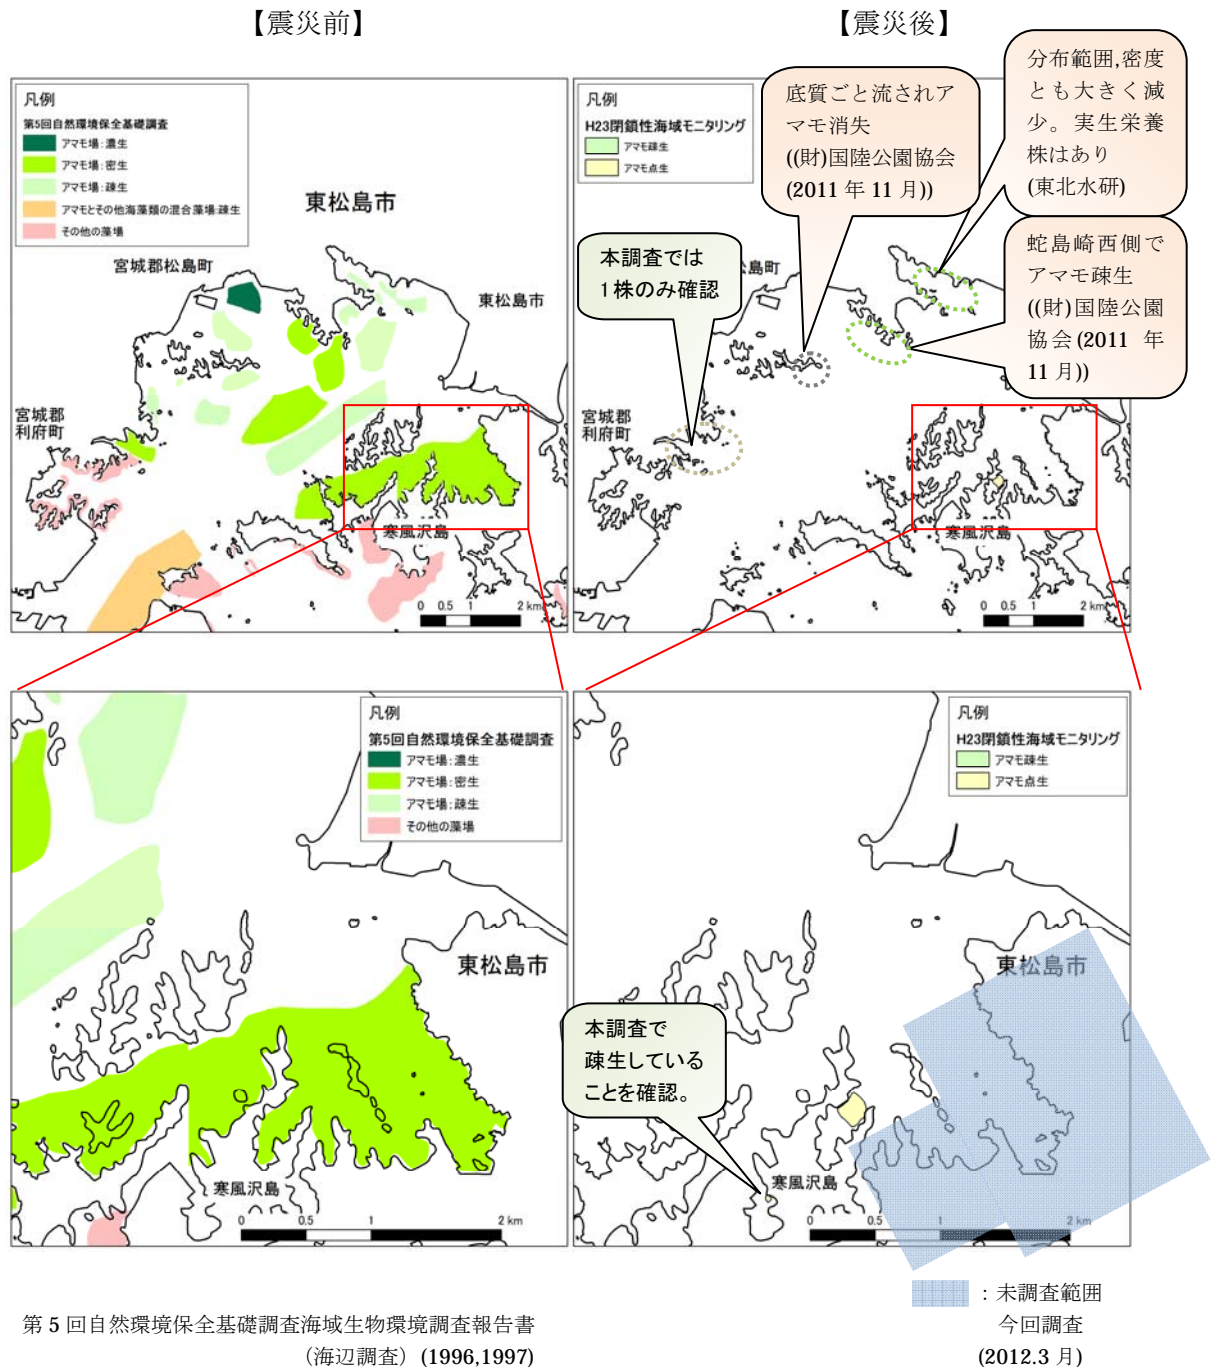 【震災前】
【震災後】
凡例
第5回自然環境保全基礎調査
アマモ場:濃生
アマモ場:密生
アマモ場:疎生
アマモとその他海藻類の混合藻場:疎生
その他の藻場
東松島市
宮城郡松島町
東松島市
宮城郡
利府町
寒風沢島
0 0.5 1 2 km
凡例
H23閉鎖性海域モニタリング
アマモ疎生
アマモ点生
底質ごと流されア
マモ消失
((財)国陸公園協会
(2011 年 11 月))
分布範囲,密度
とも大きく減
少。実生栄養
株はあり
(東北水研)
蛇島崎西側で
アマモ疎生
((財)国陸公園
協会(2011 年
11 月))
本調査では
1株のみ確認
島町
宮城郡
利府町
寒風沢島
0 0.5 1 2 km
凡例
第5回自然環境保全基礎調査
アマモ場:濃生
アマモ場:密生
アマモ場:疎生
その他の藻場
東松島市
寒風沢島
0 0.5 1 2 km
凡例
H23閉鎖性海域モニタリング
アマモ疎生
アマモ点生
東松島市
本調査で
疎生している
ことを確認。
寒風沢島
0 0.5 1 2 km
：未調査範囲
第 5 回自然環境保全基礎調査海域生物環境調査報告書
（海辺調査）(1996,1997)
今回調査
(2012.3 月)